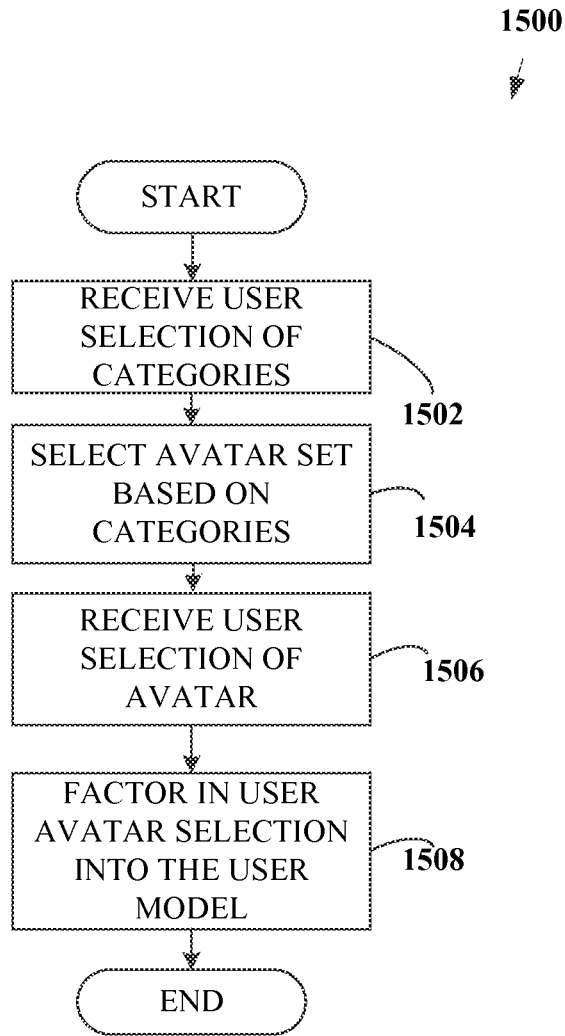 1500
START
RECEIVE USER
SELECTION OF
CATEGORIES
1502
SELECT AVATAR SET
BASED ON
CATEGORIES
1504
RECEIVE USER
SELECTION OF
AVATAR
1506
FACTOR IN USER
AVATAR SELECTION
INTO THE USER
MODEL
1508
END